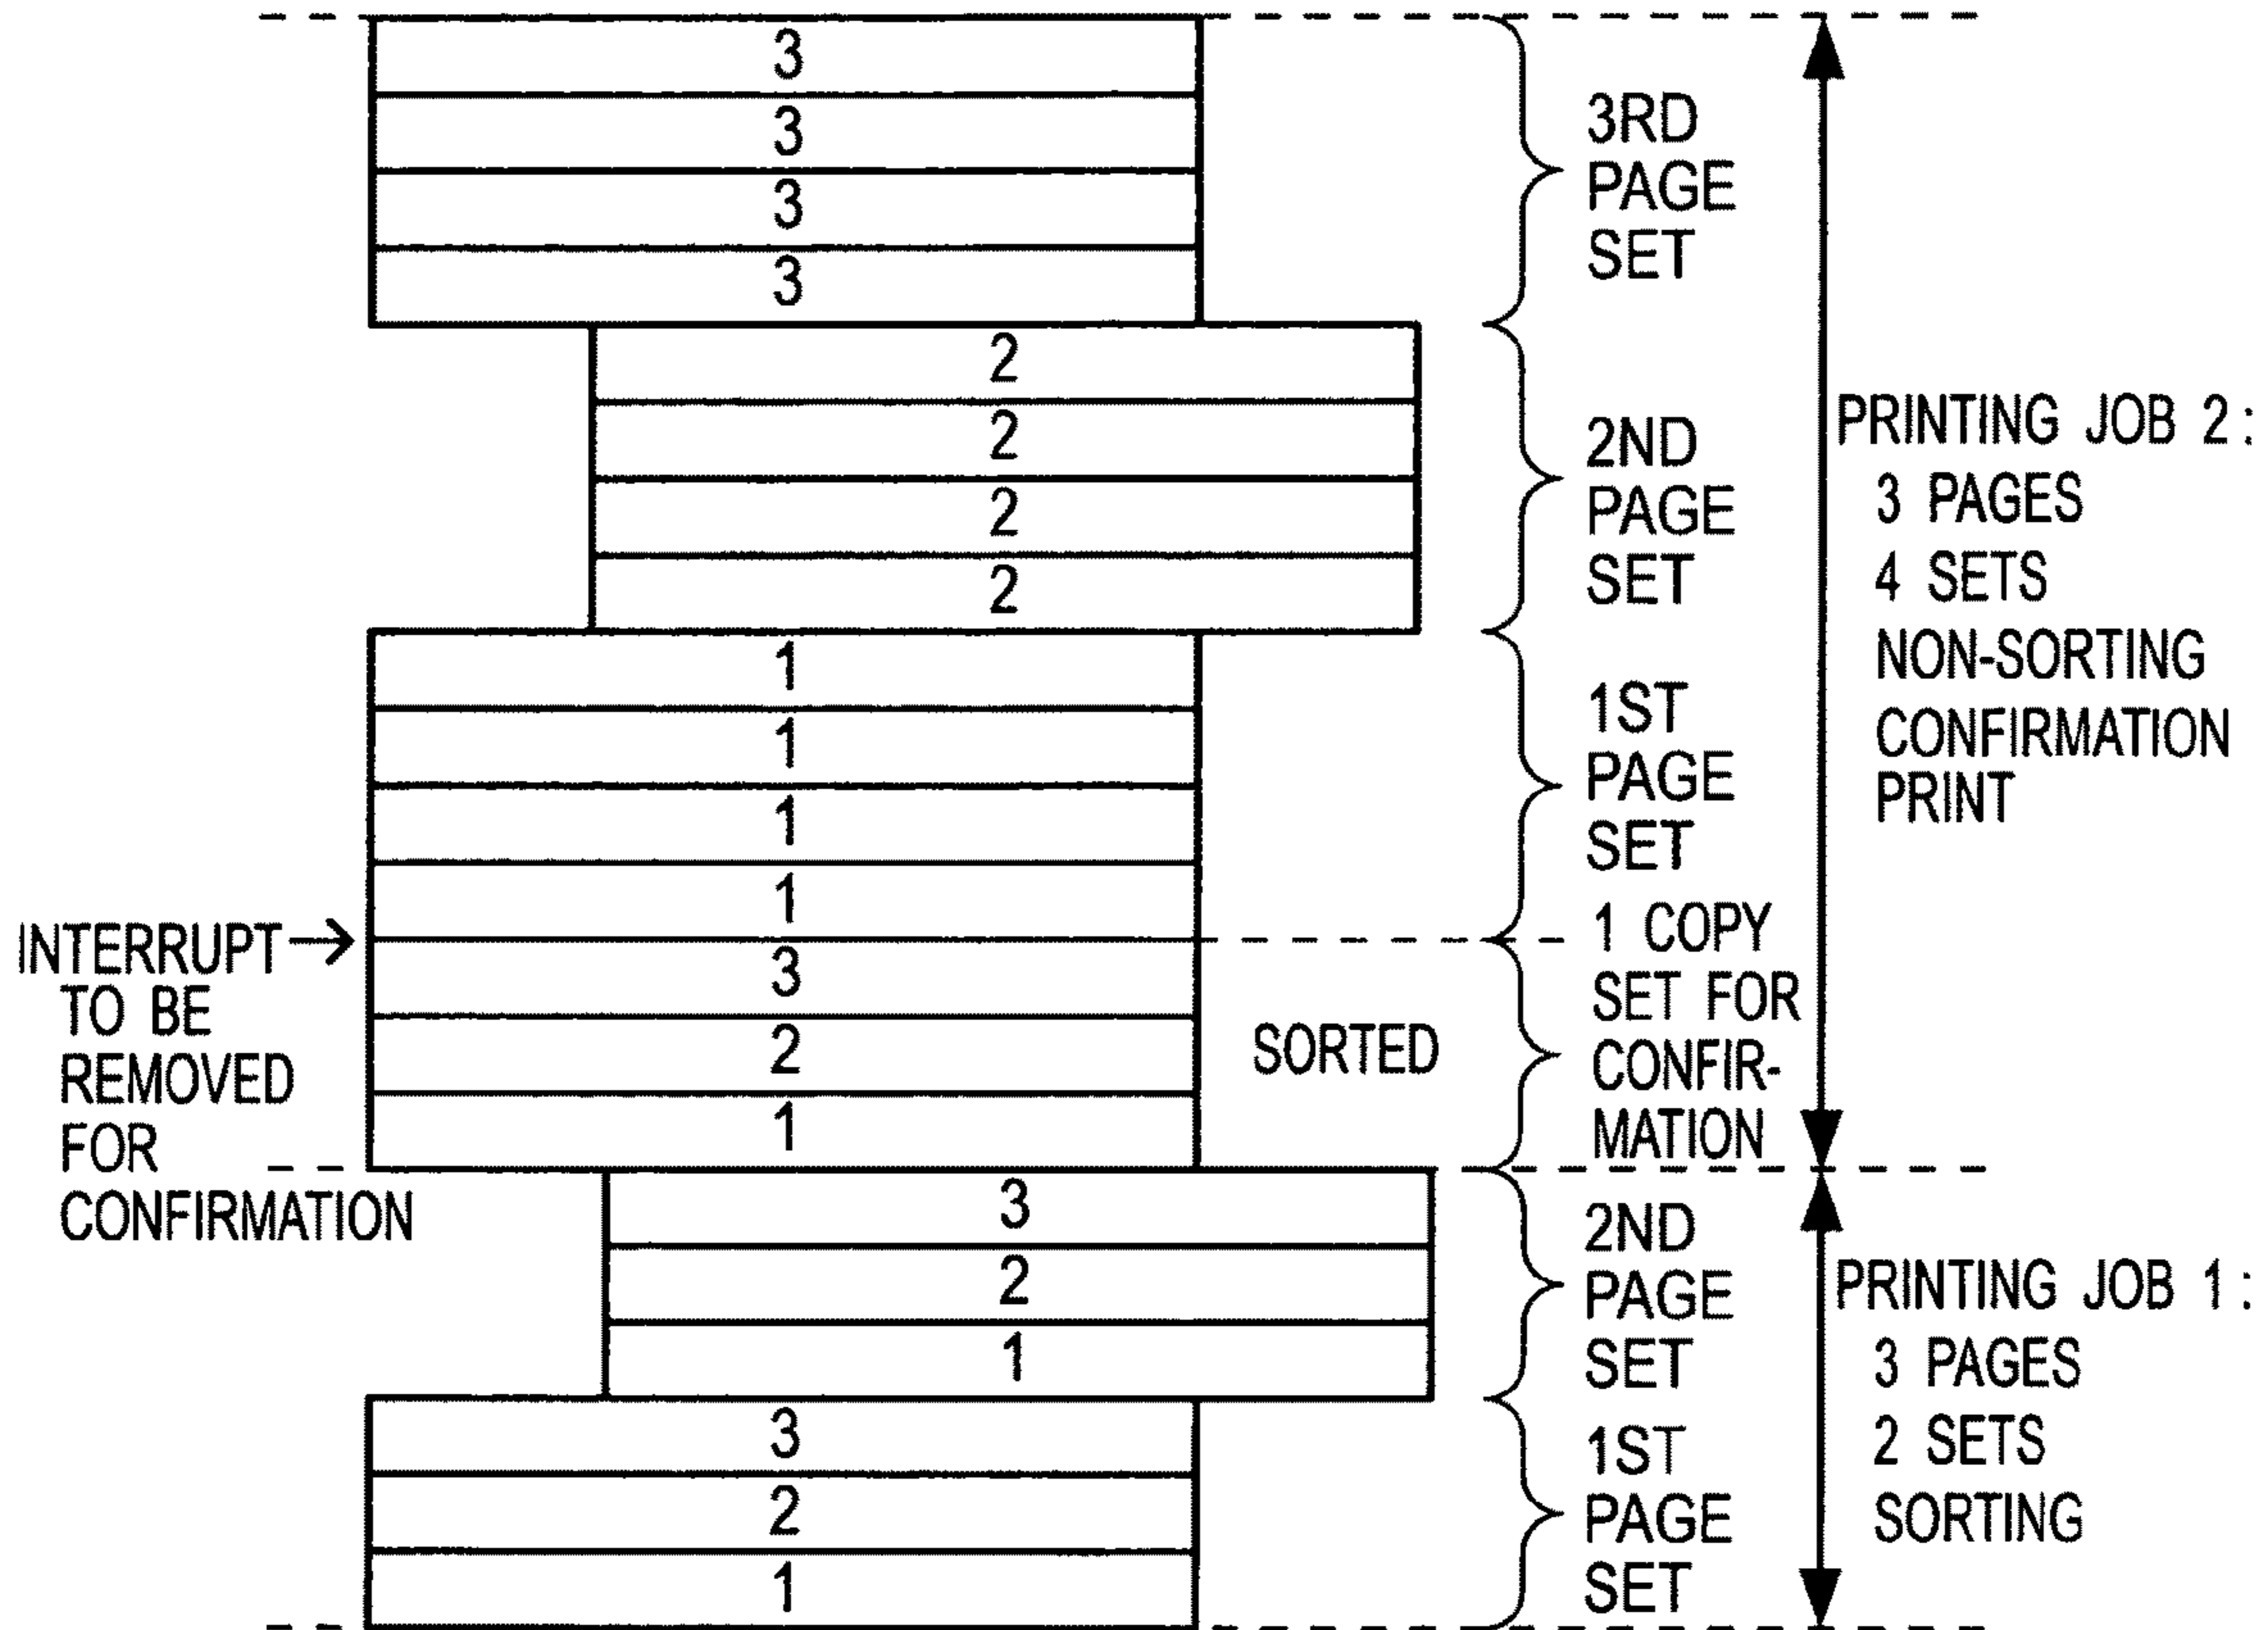 3
3
3
3
3RD
PAGE
SET
2
2
2
2
2ND
PAGE
SET
PRINTING JOB 2:
3 PAGES
4 SETS
NON-SORTING
CONFIRMATION
PRINT
1
1
1
1
1ST
PAGE
SET
INTERRUPT
TO BE
REMOVED
FOR
CONFIRMATION
3
2
1
SORTED
1 COPY
SET FOR
CONFIR-
MATION
3
2
1
2ND
PAGE
SET
PRINTING JOB 1:
3 PAGES
2 SETS
SORTING
3
2
1
1ST
PAGE
SET